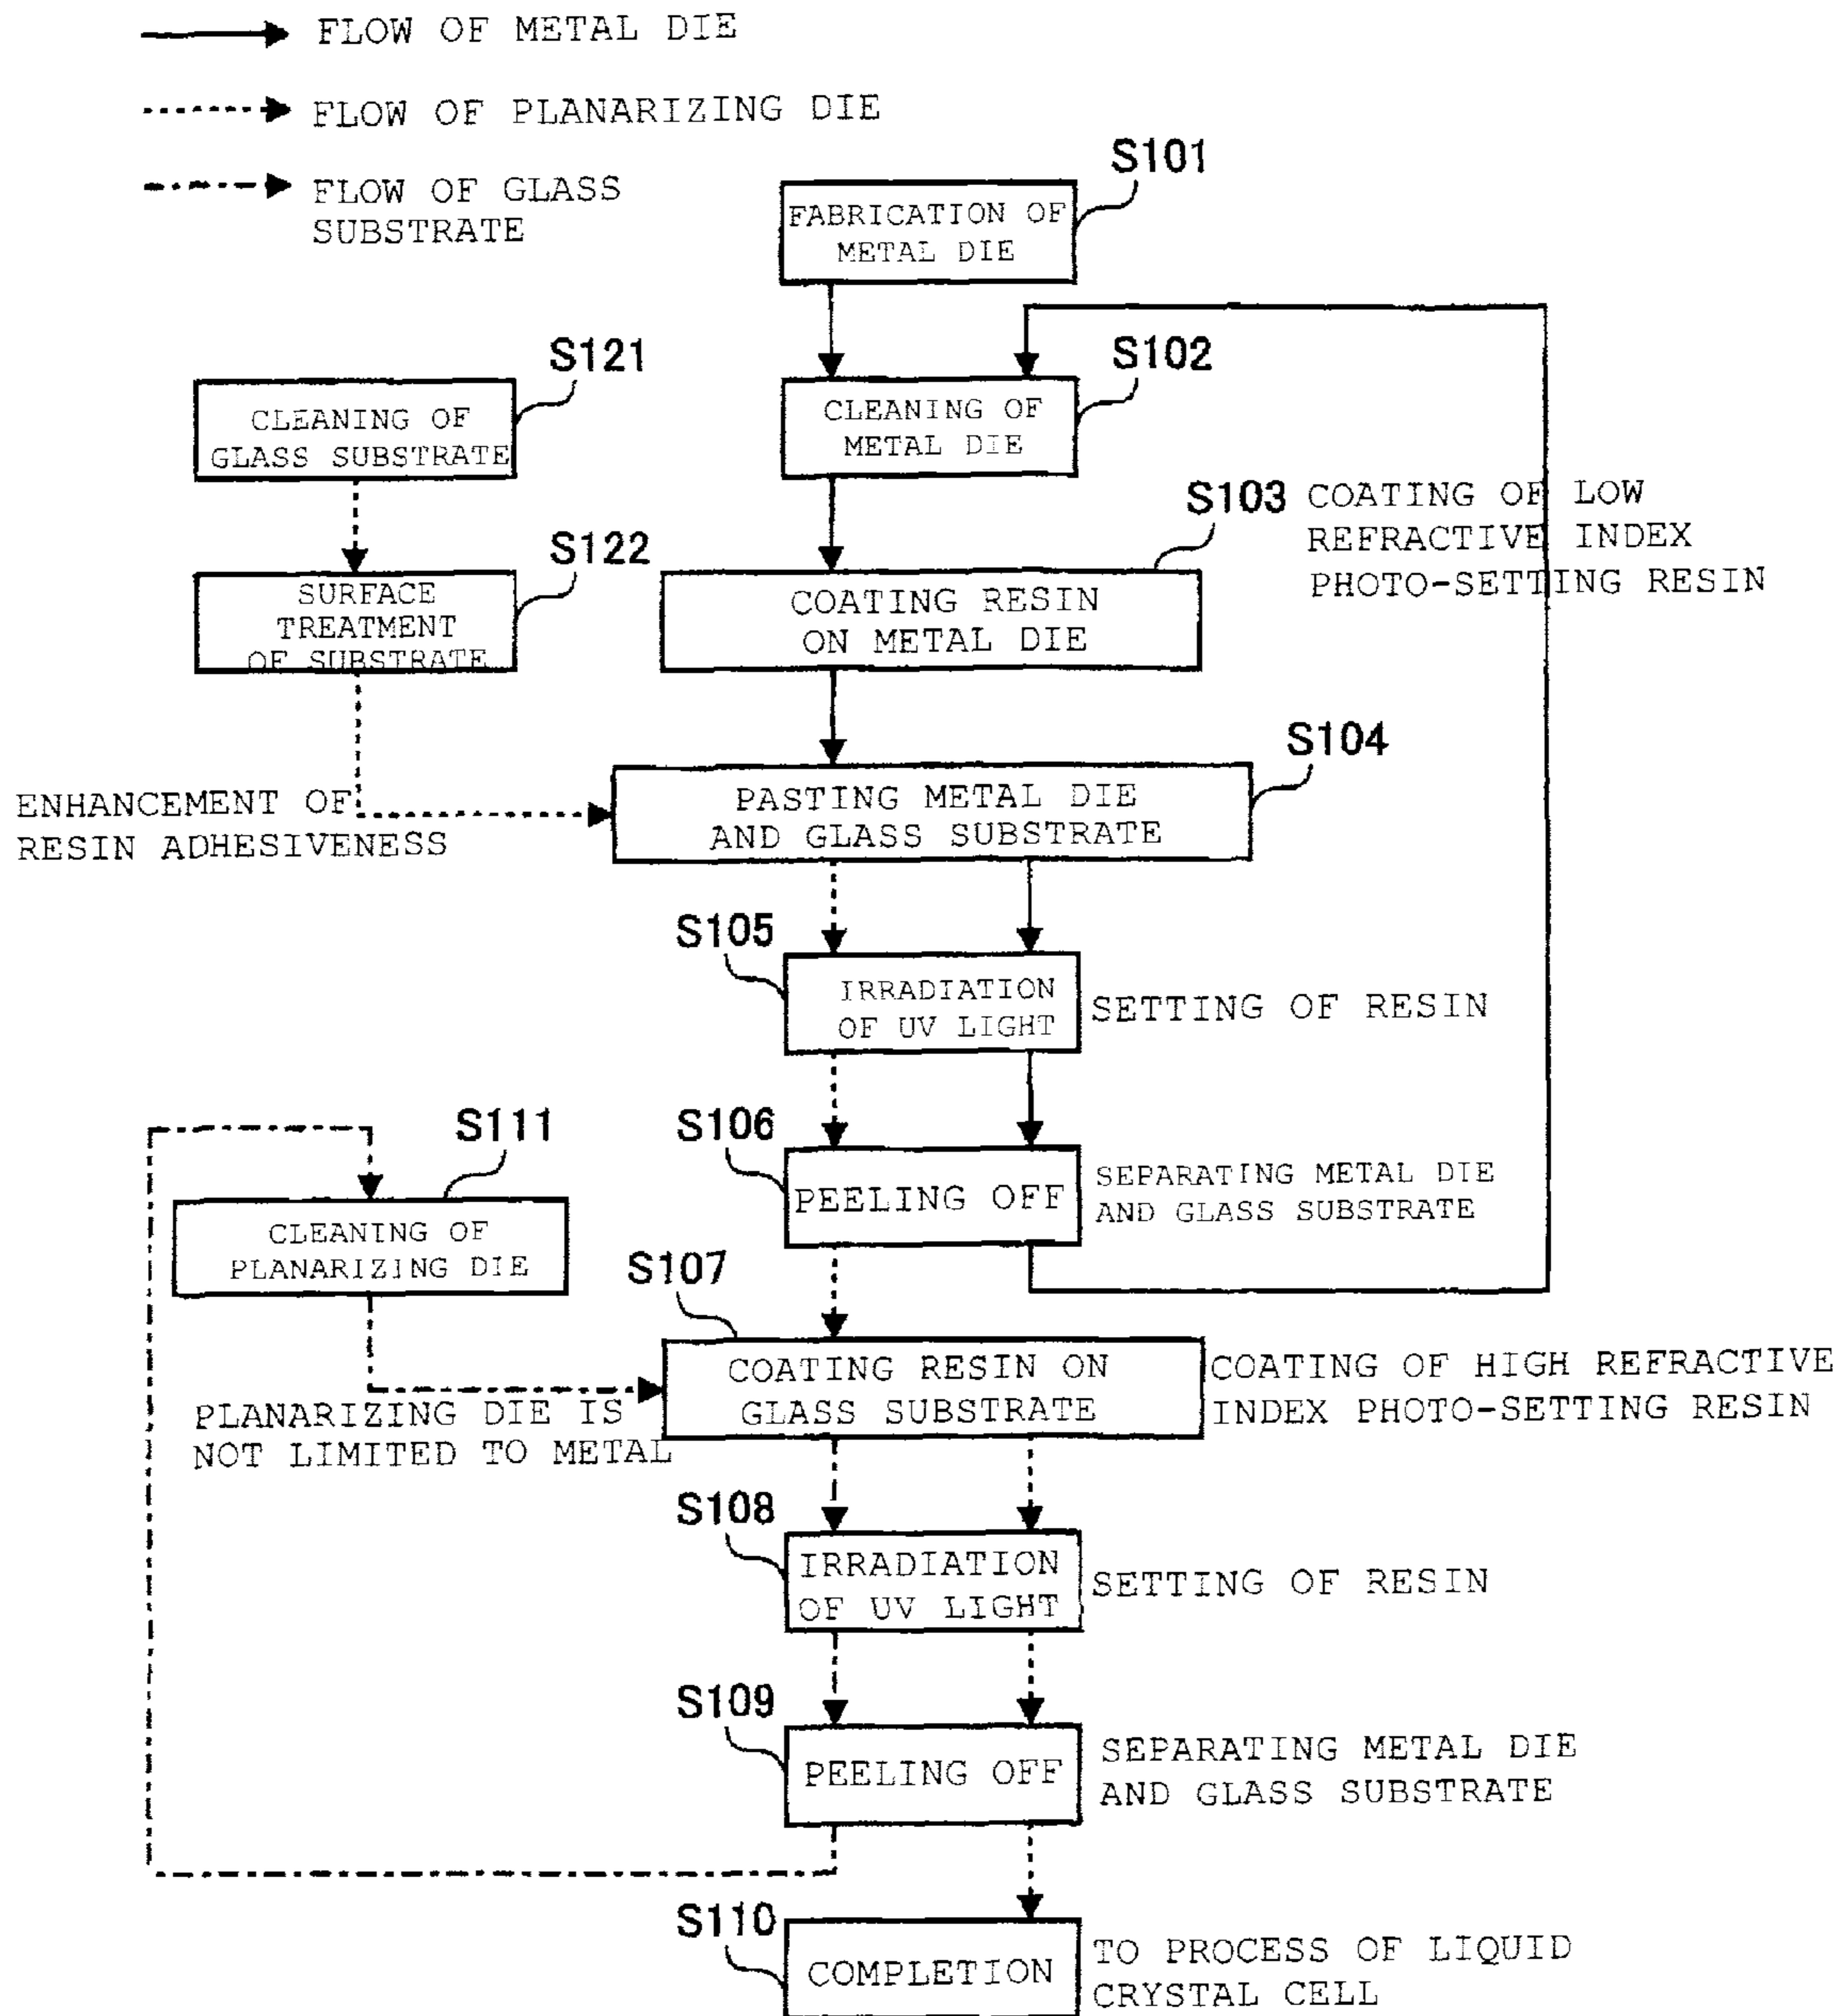 FLOW OF METAL DIE
FLOW OF PLANARIZING DIE
FLOW OF GLASS
SUBSTRATE
S101
FABRICATION OF
METAL DIE
S121
CLEANING OF
GLASS SUBSTRATE
S102
CLEANING OF
METAL DIE
S122
SURFACE
TREATMENT
OF SUBSTRATE
S103
COATING OF LOW
REFRACTIVE INDEX
PHOTO-SETTING RESIN
COATING RESIN
ON METAL DIE
ENHANCEMENT OF
RESIN ADHESIVENESS
S104
PASTING METAL DIE
AND GLASS SUBSTRATE
S105
IRRADIATION
OF UV LIGHT
SETTING OF RESIN
S106
PEELING OFF
SEPARATING METAL DIE
AND GLASS SUBSTRATE
S111
CLEANING OF
PLANARIZING DIE
PLANARIZING DIE IS
NOT LIMITED TO METAL
S107
COATING RESIN ON
GLASS SUBSTRATE
COATING OF HIGH REFRACTIVE
INDEX PHOTO-SETTING RESIN
S108
IRRADIATION
OF UV LIGHT
SETTING OF RESIN
S109
PEELING OFF
SEPARATING METAL DIE
AND GLASS SUBSTRATE
S110
COMPLETION
TO PROCESS OF LIQUID
CRYSTAL CELL